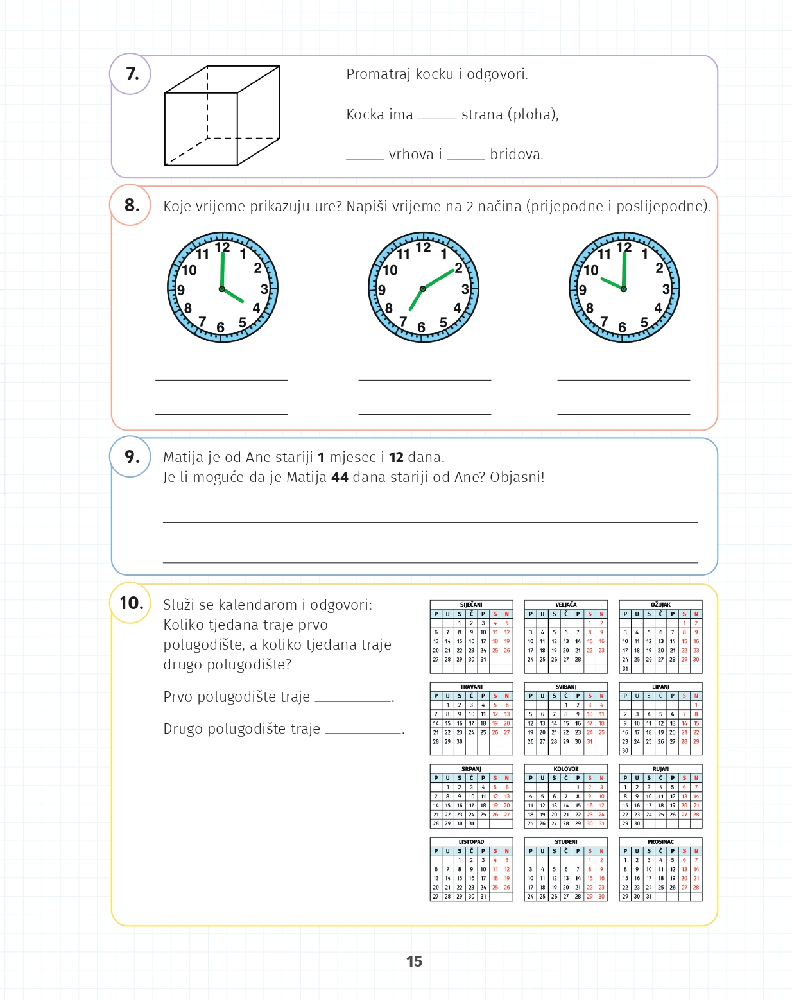 7.
Promatraj kocku i odgovori.
Kocka ima _____ strana (ploha),
_____ vrhova i _____ bridova.
8.
Koje vrijeme prikazuju ure? Napiši vrijeme na 2 načina (prijepodne i poslijepodne).
12 1 2 3 4 5 6 7 8 9 10 11
12 1 2 3 4 5 6 7 8 9 10 11
12 1 2 3 4 5 6 7 8 9 10 11
9.
Matija je od Ane stariji 1 mjesec i 12 dana.
Je li moguće da je Matija 44 dana stariji od Ane? Objasni!
10.
Služi se kalendarom i odgovori:
Koliko tjedana traje prvo
polugodište, a koliko tjedana traje
drugo polugodište?
Prvo polugodište traje __________.
Drugo polugodište traje __________.
SIJEČANJ
P U S Č P S N
1 2 3 4 5
6 7 8 9 10 11 12
13 14 15 16 17 18 19
20 21 22 23 24 25 26
27 28 29 30 31
VELJAČA
P U S Č P S N
1 2
3 4 5 6 7 8 9
10 11 12 13 14 15 16
17 18 19 20 21 22 23
24 25 26 27 28
OŽUJAK
P U S Č P S N
1 2
3 4 5 6 7 8 9
10 11 12 13 14 15 16
17 18 19 20 21 22 23
24 25 26 27 28 29 30
31
TRAVANJ
P U S Č P S N
1 2 3 4 5 6
7 8 9 10 11 12 13
14 15 16 17 18 19 20
21 22 23 24 25 26 27
28 29 30
SVIBANJ
P U S Č P S N
1 2 3 4
5 6 7 8 9 10 11
12 13 14 15 16 17 18
19 20 21 22 23 24 25
26 27 28 29 30 31
LIPANJ
P U S Č P S N
1
2 3 4 5 6 7 8
9 10 11 12 13 14 15
16 17 18 19 20 21 22
23 24 25 26 27 28 29
30
SRPANJ
P U S Č P S N
1 2 3 4 5 6
7 8 9 10 11 12 13
14 15 16 17 18 19 20
21 22 23 24 25 26 27
28 29 30 31
KOLOVOZ
P U S Č P S N
1 2 3
4 5 6 7 8 9 10
11 12 13 14 15 16 17
18 19 20 21 22 23 24
25 26 27 28 29 30 31
RUJAN
P U S Č P S N
1 2 3 4 5 6 7
8 9 10 11 12 13 14
15 16 17 18 19 20 21
22 23 24 25 26 27 28
29 30
LISTOPAD
P U S Č P S N
1 2 3 4 5
6 7 8 9 10 11 12
13 14 15 16 17 18 19
20 21 22 23 24 25 26
27 28 29 30 31
STUDENI
P U S Č P S N
1 2
3 4 5 6 7 8 9
10 11 12 13 14 15 16
17 18 19 20 21 22 23
24 25 26 27 28 29 30
PROSINAC
P U S Č P S N
1 2 3 4 5 6 7
8 9 10 11 12 13 14
15 16 17 18 19 20 21
22 23 24 25 26 27 28
29 30 31
15